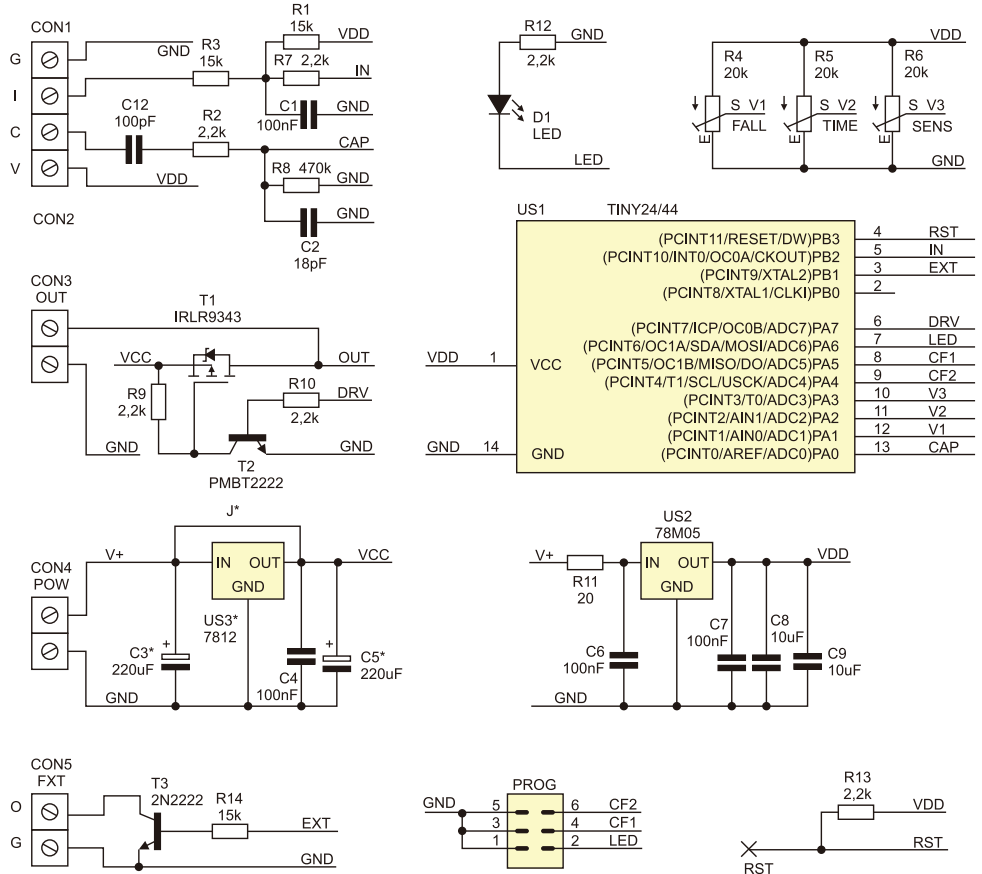 CON1
G
I
C
V
CON2
GND
R3
15k
R1
15k
VDD
R7 2,2k
IN
C1
100nF
GND
C12
100pF
R2
2,2k
CAP
R8 470k
GND
VDD
GND
C2
18pF
R12
2,2k
GND
D1
LED
LED
VDD
R4
20k
R5
20k
R6
20k
S V1
E
FALL
S V2
E
TIME
S V3
E
SENS
GND
US1
TINY24/44
(PCINT11/RESET/DW)PB3 4 RST
(PCINT10/INT0/OC0A/CKOUT)PB2 5 IN
(PCINT9/XTAL2)PB1 3 EXT
(PCINT8/XTAL1/CLKI)PB0 2
(PCINT7/ICP/OC0B/ADC7)PA7 6 DRV
(PCINT6/OC1A/SDA/MOSI/ADC6)PA6 7 LED
VDD 1 VCC (PCINT5/OC1B/MISO/DO/ADC5)PA5 8 CF1
(PCINT4/T1/SCL/USCK/ADC4)PA4 9 CF2
(PCINT3/T0/ADC3)PA3 10 V3
(PCINT2/AIN1/ADC2)PA2 11 V2
(PCINT1/AIN0/ADC1)PA1 12 V1
GND 14 GND (PCINT0/AREF/ADC0)PA0 13 CAP
CON3
OUT
T1
IRLR9343
VCC
OUT
R9
2,2k
R10
2,2k
DRV
GND
GND
T2
PMBT2222
J*
CON4
POW
V+
IN OUT
GND
VCC
US3*
7812
C3*
220uF
+
C4
100nF
+
C5*
220uF
GND
US2
78M05
V+
R11
20
IN OUT
GND
VDD
C6
100nF
C7
100nF
C8
10uF
C9
10uF
GND
CON5
FXT
O
G
T3
2N2222
R14
15k
EXT
GND
PROG
GND 5 6 CF2
3 4 CF1
1 2 LED
R13
2,2k
VDD
RST
RST